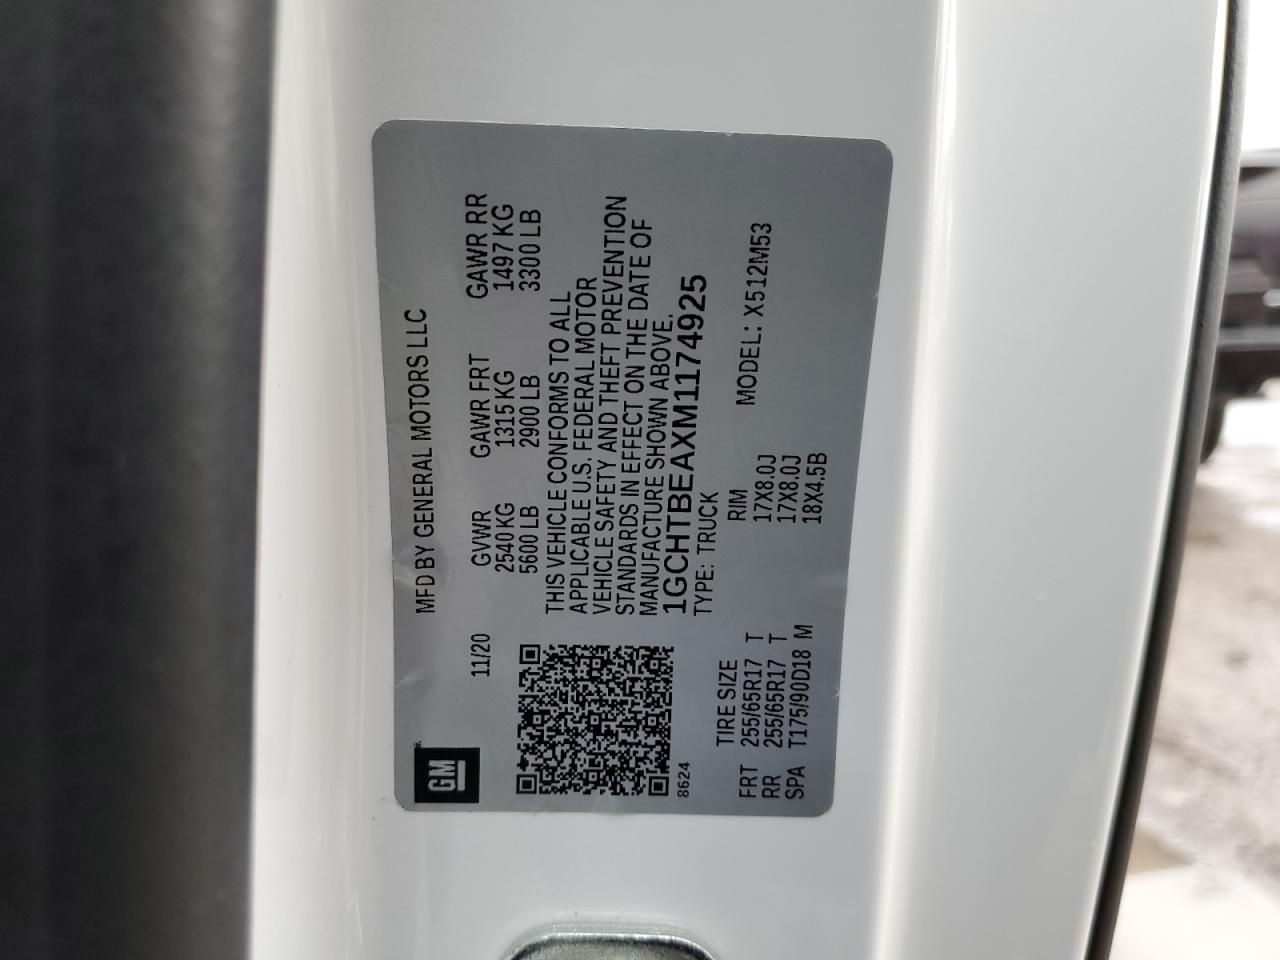 MFD BY GENERAL MOTORS LLC
11/20
GVWR GAWR FRT GAWR RR
2540 KG 1315 KG 1497 KG
5600 LB 2900 LB 3300 LB
THIS VEHICLE CONFORMS TO ALL
APPLICABLE U.S. FEDERAL MOTOR
VEHICLE SAFETY AND THEFT PREVENTION
STANDARDS IN EFFECT ON THE DATE OF
MANUFACTURE SHOWN ABOVE.
1GCHTBEAXM1174925
TYPE: TRUCK
MODEL: X512M53
GM
8624
TIRE SIZE RIM
FRT 255/65R17 T 17X8.0J
RR 255/65R17 T 17X8.0J
SPA T175/90D18 M 18X4.5B